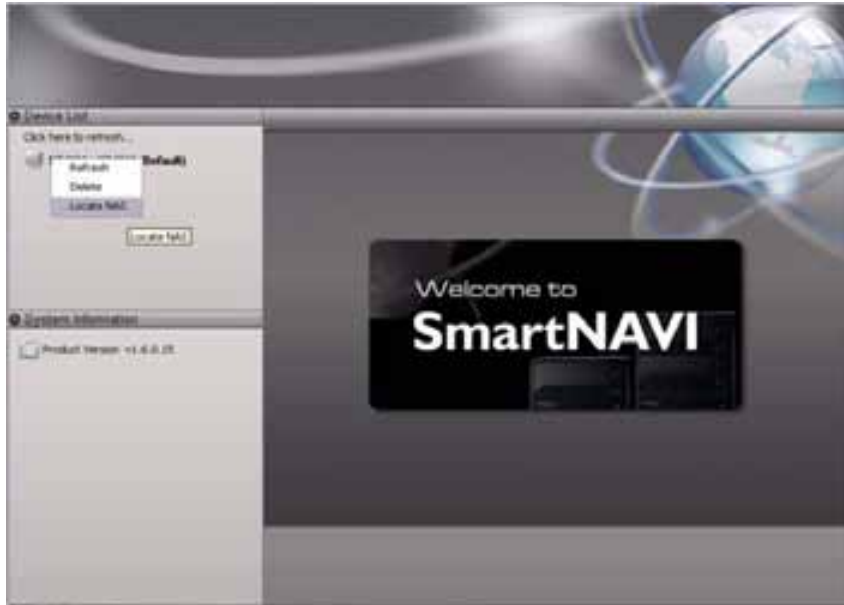 Device List
Click here to refresh...
Default)
Refresh
Delete
Locate NAS
Locate NAS
System Information
Product Version v1.6.0.15
Welcome to
SmartNAVI